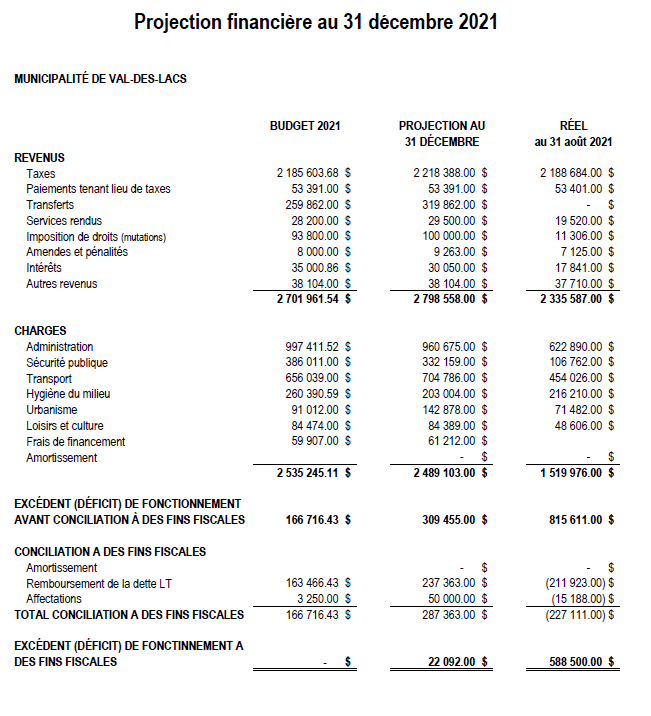 Projection financière au 31 décembre 2021
MUNICIPALITÉ DE VAL-DES-LACS
BUDGET 2021 PROJECTION AU RÉEL
31 DÉCEMBRE au 31 août 2021
REVENUS
Taxes 2 185 603.68 $ 2 218 388.00 $ 2 188 684.00 $
Paiements tenant lieu de taxes 53 391.00 $ 53 391.00 $ 53 401.00 $
Transferts 259 862.00 $ 319 862.00 $ - $
Services rendus 28 200.00 $ 29 500.00 $ 19 520.00 $
Imposition de droits (mutations) 93 800.00 $ 100 000.00 $ 11 306.00 $
Amendes et pénalités 8 000.00 $ 9 263.00 $ 7 125.00 $
Intérêts 35 000.86 $ 30 050.00 $ 17 841.00 $
Autres revenus 38 104.00 $ 38 104.00 $ 37 710.00 $
2 701 961.54 $ 2 798 558.00 $ 2 335 587.00 $
CHARGES
Administration 997 411.52 $ 960 675.00 $ 622 890.00 $
Sécurité publique 386 011.00 $ 332 159.00 $ 106 762.00 $
Transport 656 039.00 $ 704 786.00 $ 454 026.00 $
Hygiène du milieu 260 390.59 $ 203 004.00 $ 216 210.00 $
Urbanisme 91 012.00 $ 142 878.00 $ 71 482.00 $
Loisirs et culture 84 474.00 $ 84 389.00 $ 48 606.00 $
Frais de financement 59 907.00 $ 61 212.00 $
Amortissement - $ - $
2 535 245.11 $ 2 489 103.00 $ 1 519 976.00 $
EXCÉDENT (DÉFICIT) DE FONCTIONNEMENT
AVANT CONCILIATION À DES FINS FISCALES 166 716.43 $ 309 455.00 $ 815 611.00 $
CONCILIATION A DES FINS FISCALES
Amortissement - $ - $
Remboursement de la dette LT 163 466.43 $ 237 363.00 $ (211 923.00) $
Affectations 3 250.00 $ 50 000.00 $ (15 188.00) $
TOTAL CONCILIATION A DES FINS FISCALES 166 716.43 $ 287 363.00 $ (227 111.00) $
EXCÉDENT (DÉFICIT) DE FONCTINNEMENT A
DES FINS FISCALES - $ 22 092.00 $ 588 500.00 $